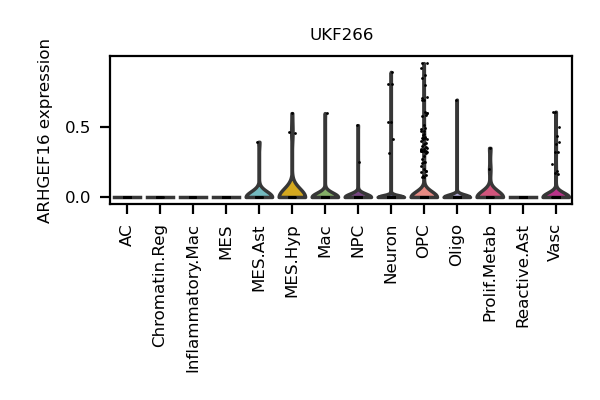 UKF266
ARHGEF16 expression
0.5
0.0
AC
Chromatin.Reg
Inflammatory.Mac
MES
MES.Ast
MES.Hyp
Mac
NPC
Neuron
OPC
Oligo
Prolif.Metab
Reactive.Ast
Vasc